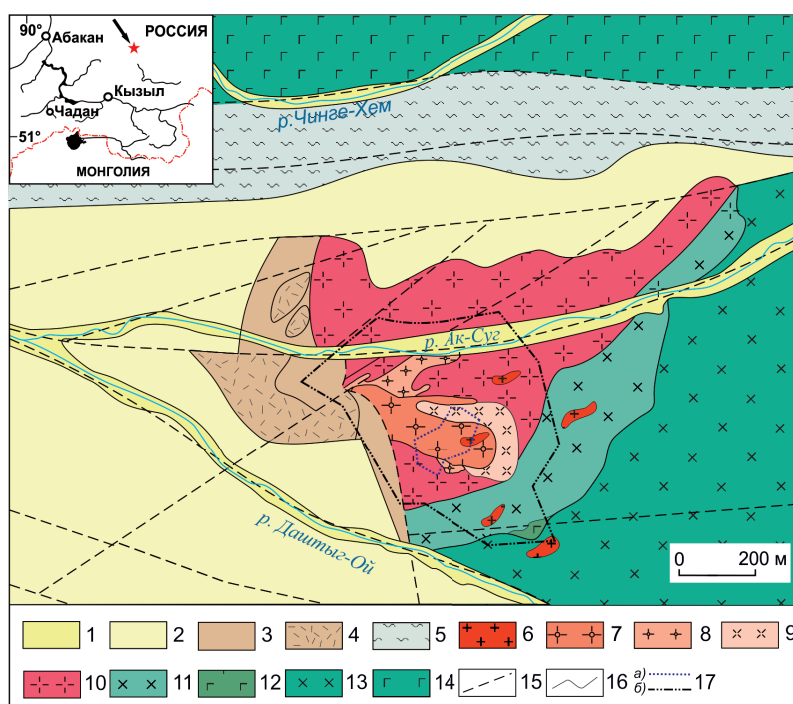 90°
РОССИЯ
Абакан
Кызыл
Чадан
51°
МОНГОЛИЯ
р.Чинге-Хем
р. Ак-Суг
р. Даштыг-Ой
0 200 м
1 2 3 4 5 6 7 8 9
10 11 12 13 14 15 16 а) б) 17